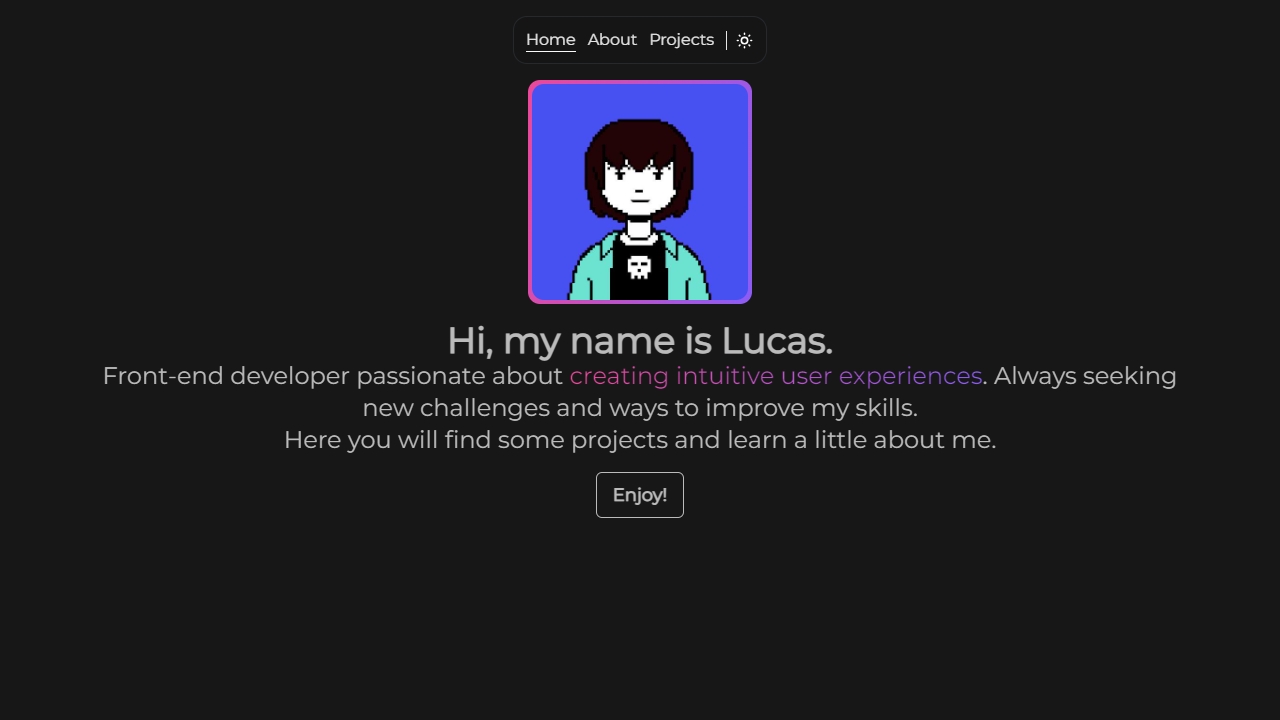 Home About Projects
Hi, my name is Lucas.
Front-end developer passionate about creating intuitive user experiences. Always seeking
new challenges and ways to improve my skills.
Here you will find some projects and learn a little about me.
Enjoy!